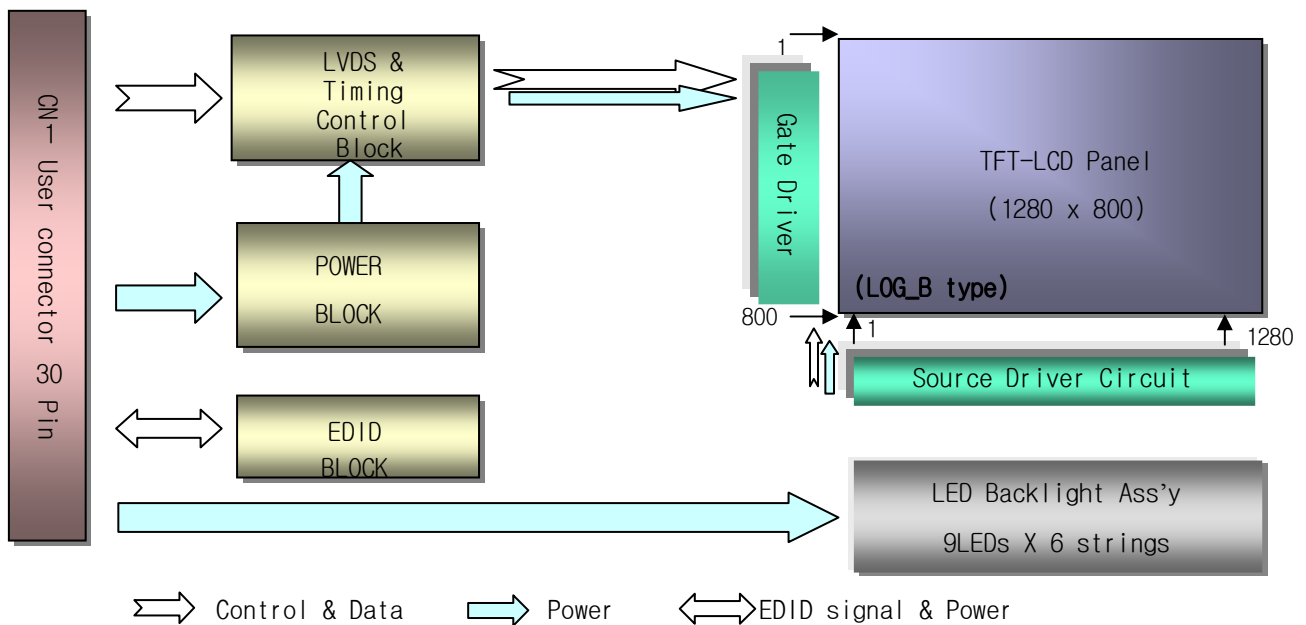 CN-1 User connector 30 Pin
LVDS &
Timing
Control
Block
POWER
BLOCK
EDID
BLOCK
1
Gate Driver
800
TFT-LCD Panel
(1280 x 800)
(LOG_B type)
1
1280
Source Driver Circuit
LED Backlight Ass'y
9LEDs X 6 strings
Control & Data
Power
EDID signal & Power